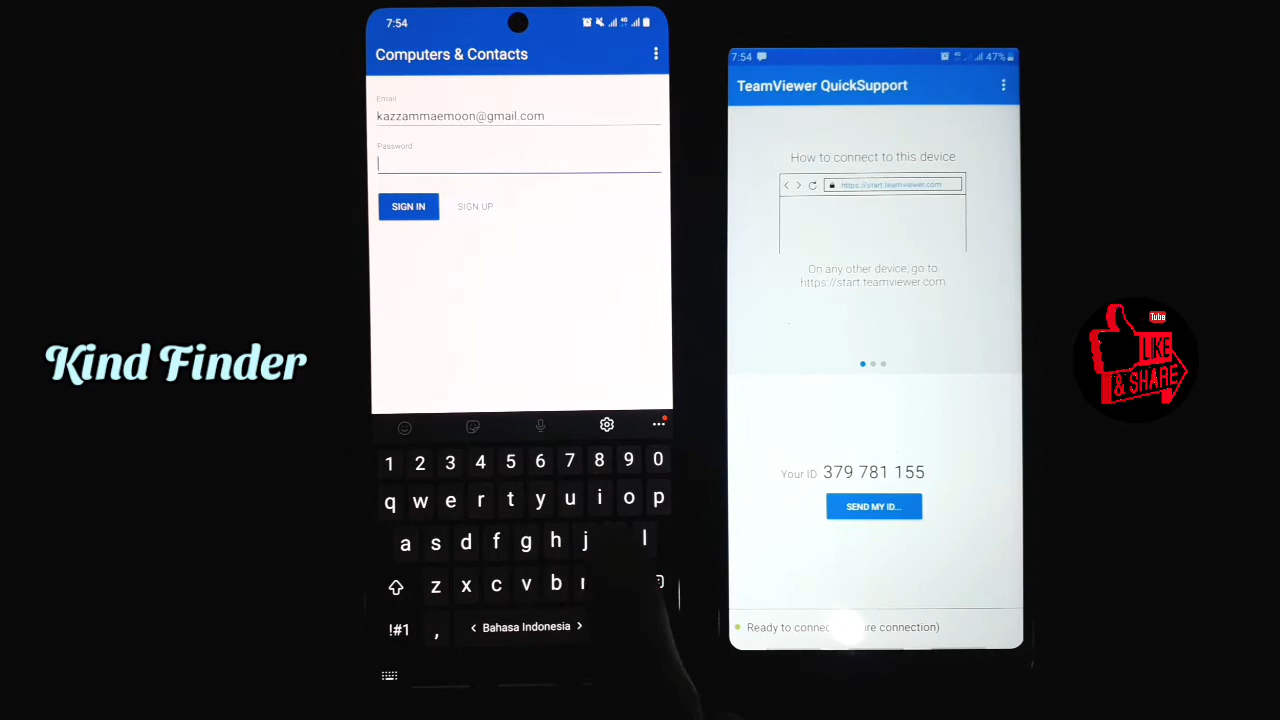 7:54
4G
Computers & Contacts
Email
kazzammaemoon@gmail.com
Password
SIGN IN
SIGN UP
1 2 3 4 5 6 7 8 9 0
q w e r t y u i o p
a s d f g h j l
z x c v b
!#1 , < Bahasa Indonesia >
7:54
4G
47%
TeamViewer QuickSupport
How to connect to this device
https://start.teamviewer.com
On any other device, go to
https://start.teamviewer.com
Your ID 379 781 155
SEND MY ID...
Ready to connec re connection)
Kind Finder
Tube
LIKE
& SHARE